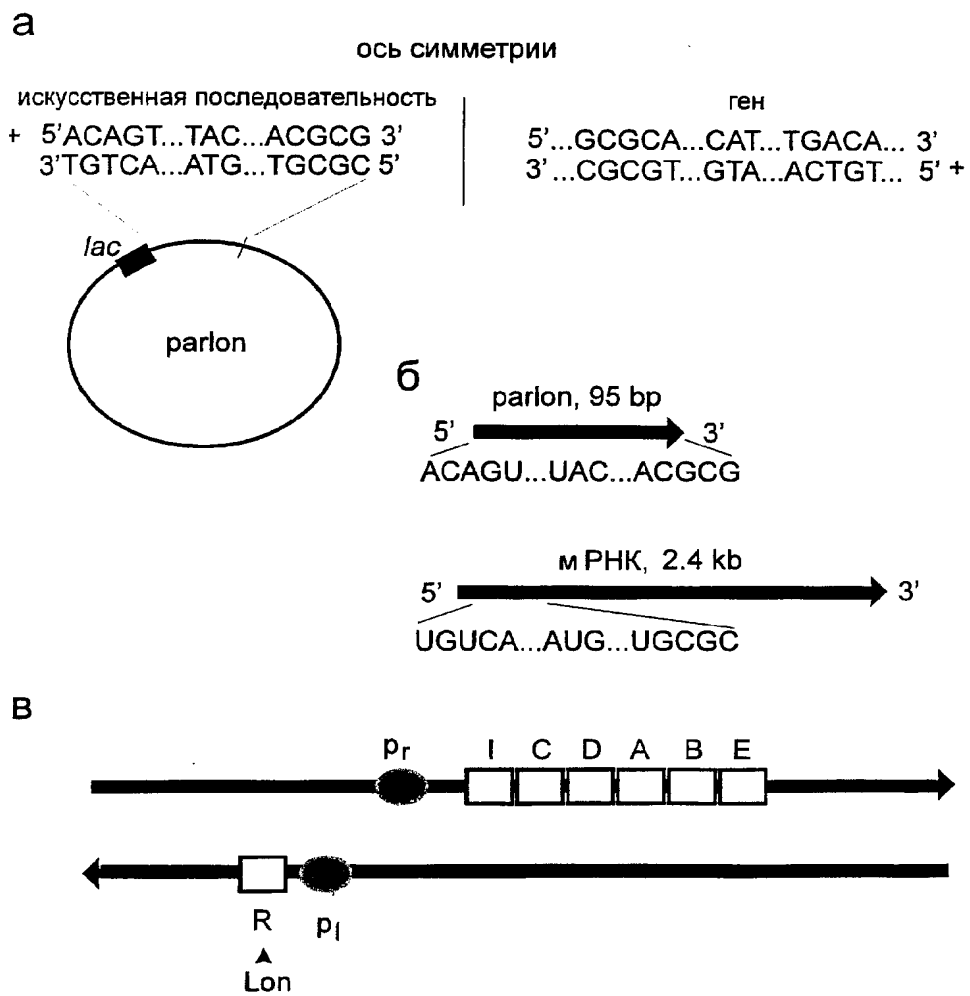 а
ось симметрии
искусственная последовательность
+ 5'ACAGT...TAC...ACGCG 3'
3'TGTCA...ATG...TGCGC 5'
ген
5' ...GCGCA...CAT...TGACA... 3'
3' ...CGCGT...GTA...ACTGT... 5' +
lac
parlon
б
parlon, 95 bp
5' 3'
ACAGU...UAC...ACGCG
мРНК, 2.4 kb
5' 3'
UGUCA...AUG...UGCGC
в
pr I C D A B E
R pl
Lon